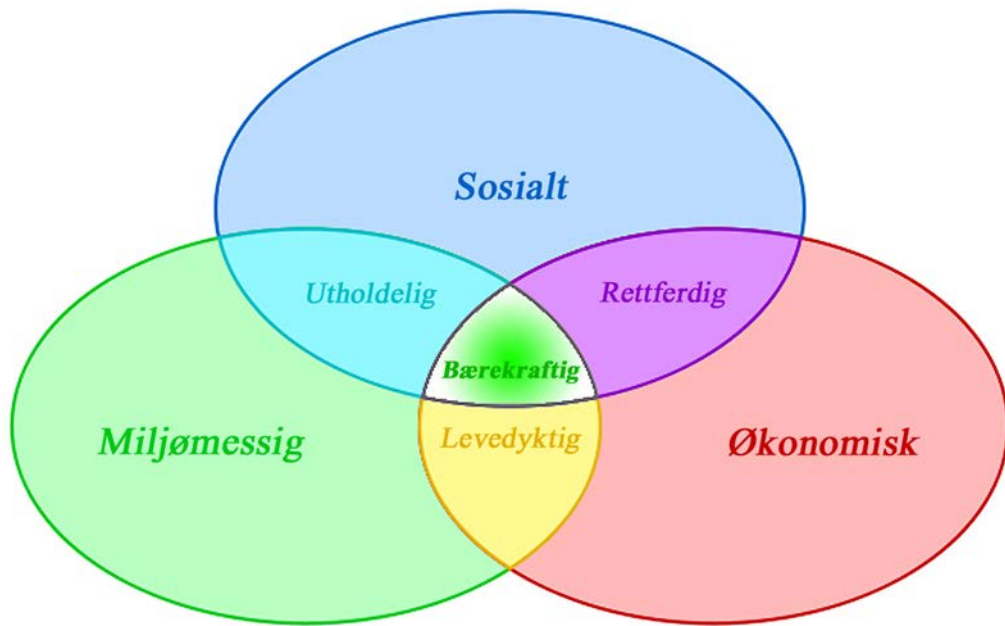 Sosialt
Utholdelig
Rettferdig
Bærekraftig
Miljømessig
Levedyktig
Økonomisk